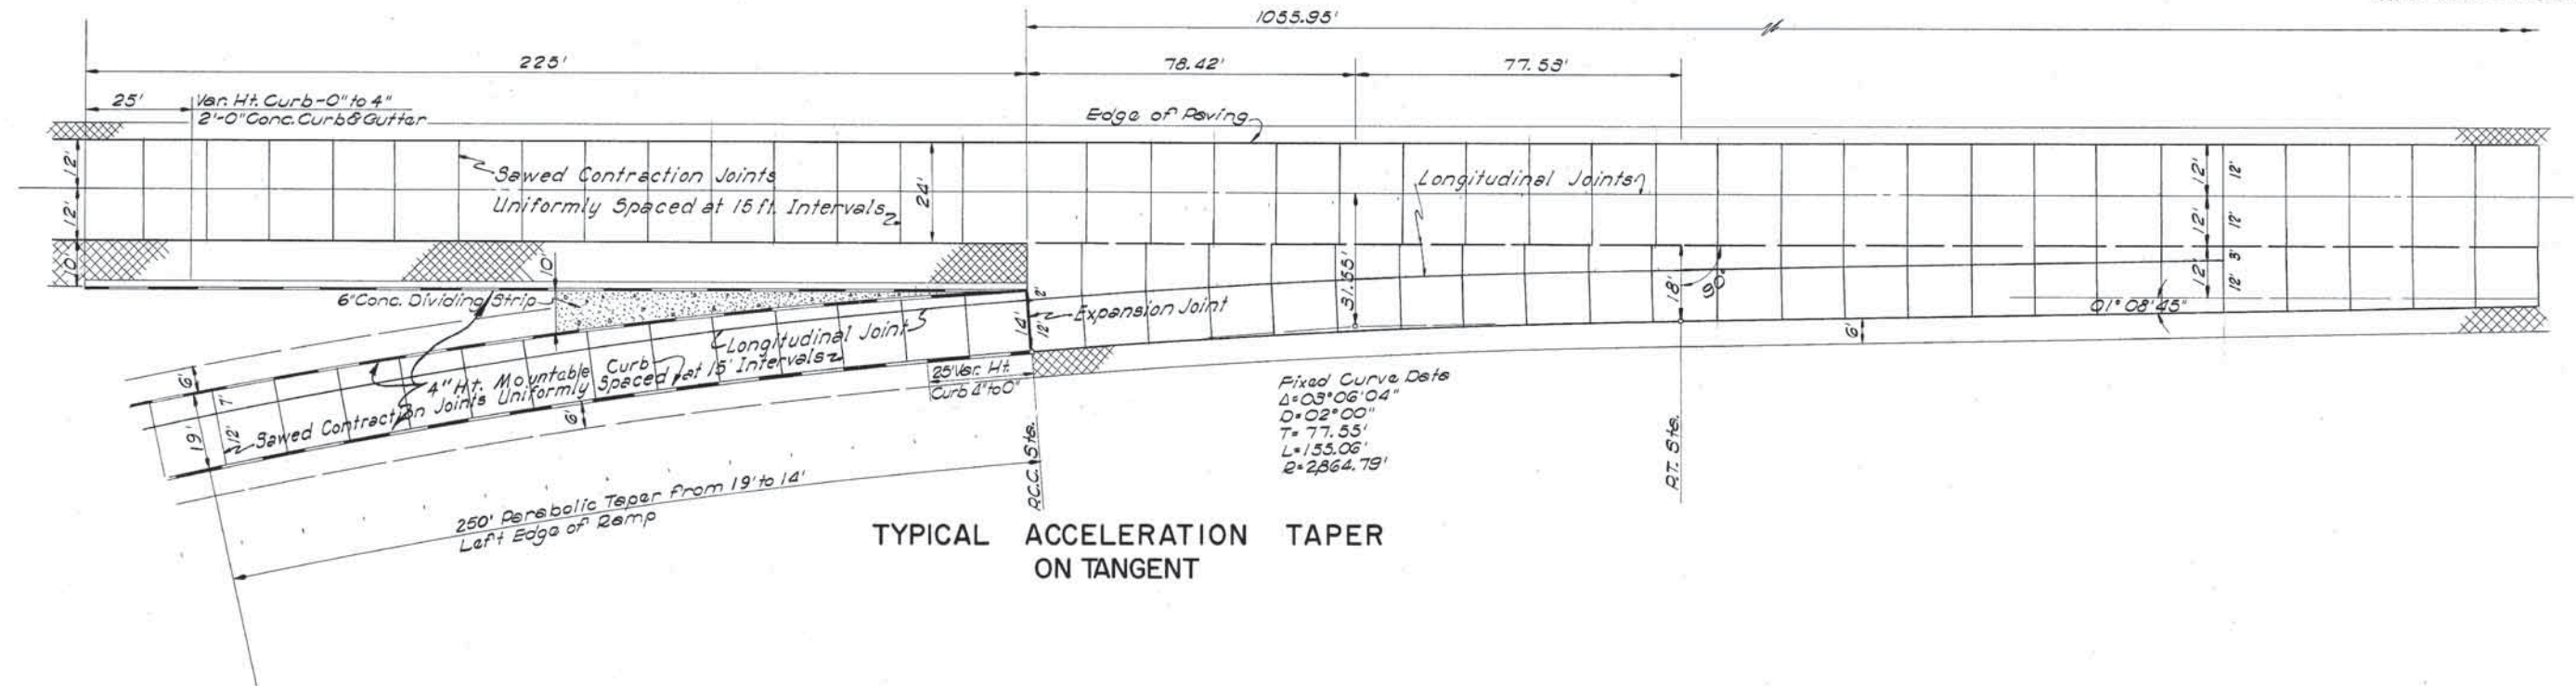 1055.95'
225'
78.42'
77.53'
25'
Var. Ht. Curb-0" to 4"
2'-0" Conc. Curb & Gutter
Edge of Paving
12'
12'
10'
Sawed Contraction Joints
Uniformly Spaced at 15 ft. Intervals
24'
Longitudinal Joints
31.55'
18'
90°
12'
12'
12'
12'
12'
3'
12'
01° 08' 45"
6'
10'
6" Conc. Dividing Strip
2'
14'
12'
Expansion Joint
Longitudinal Joint
4" Ht. Mountable Curb
Sawed Contraction Joints Uniformly Spaced at 15' Intervals
25' Var. Ht.
Curb 4" to 0"
6'
7'
19'
12'
6'
Fixed Curve Data
Δ=03°06'04"
D=02°00"
T= 77.55'
L=155.06'
R=2,864.79'
P.C.C. Sta.
P.T. Sta.
250' Parabolic Taper from 19' to 14'
Left Edge of Ramp
TYPICAL ACCELERATION TAPER
ON TANGENT